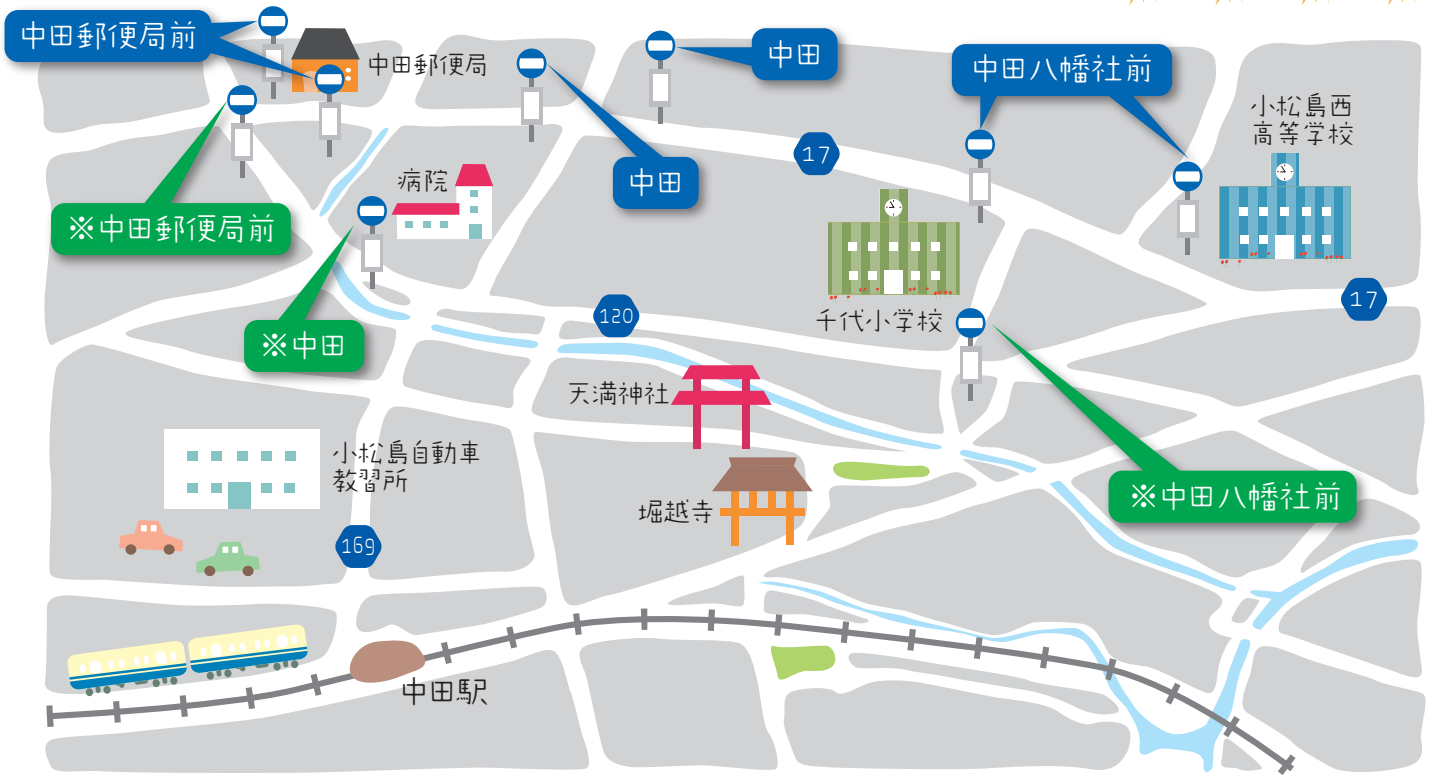 中田郵便局前
中田郵便局
中田
中田八幡社前
小松島西
高等学校
17
病院
中田
※中田郵便局前
17
120
千代小学校
※中田
天満神社
小松島自動車
教習所
※中田八幡社前
堀越寺
169
中田駅